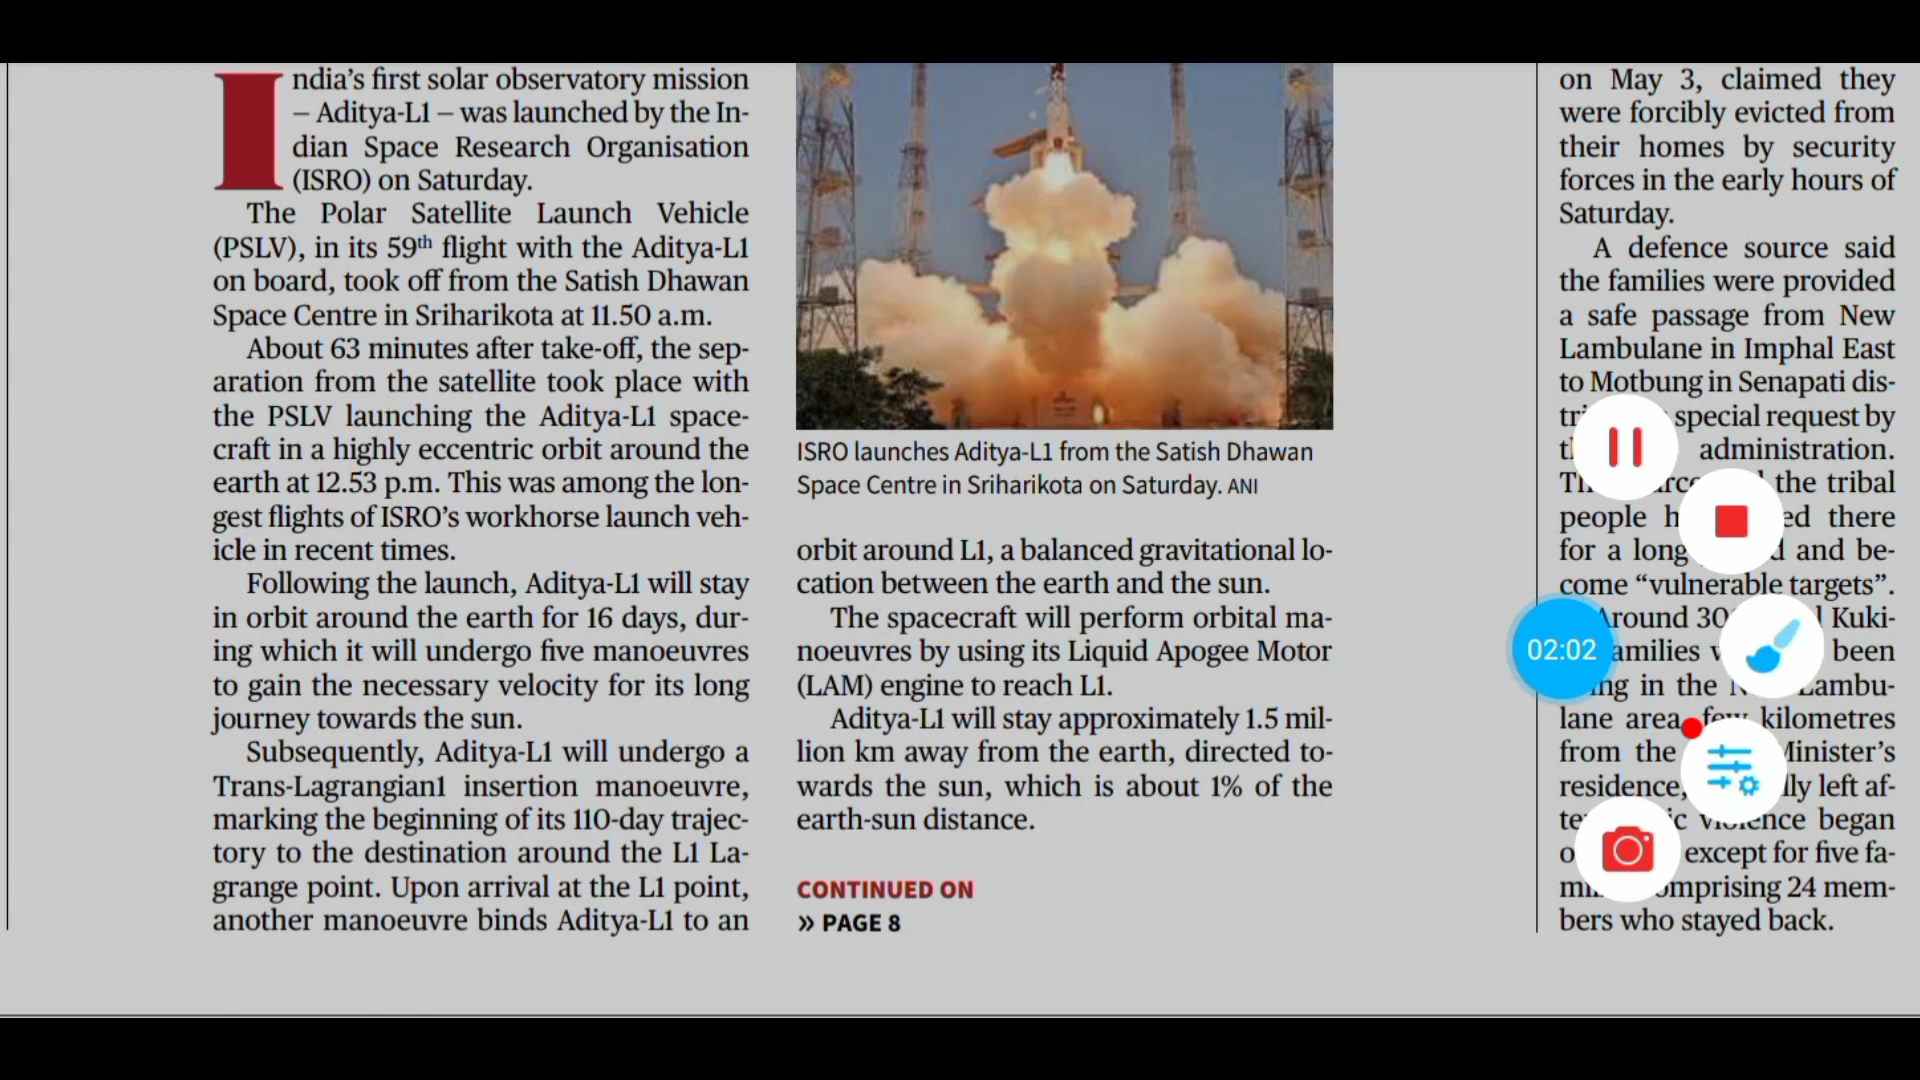 India's first solar observatory mission
– Aditya-L1 – was launched by the In-
dian Space Research Organisation
(ISRO) on Saturday.
The Polar Satellite Launch Vehicle
(PSLV), in its 59th flight with the Aditya-L1
on board, took off from the Satish Dhawan
Space Centre in Sriharikota at 11.50 a.m.
About 63 minutes after take-off, the sep-
aration from the satellite took place with
the PSLV launching the Aditya-L1 space-
craft in a highly eccentric orbit around the
earth at 12.53 p.m. This was among the lon-
gest flights of ISRO's workhorse launch veh-
icle in recent times.
Following the launch, Aditya-L1 will stay
in orbit around the earth for 16 days, dur-
ing which it will undergo five manoeuvres
to gain the necessary velocity for its long
journey towards the sun.
Subsequently, Aditya-L1 will undergo a
Trans-Lagrangian1 insertion manoeuvre,
marking the beginning of its 110-day trajec-
tory to the destination around the L1 La-
grange point. Upon arrival at the L1 point,
another manoeuvre binds Aditya-L1 to an
ISRO launches Aditya-L1 from the Satish Dhawan
Space Centre in Sriharikota on Saturday. ANI
orbit around L1, a balanced gravitational lo-
cation between the earth and the sun.
The spacecraft will perform orbital ma-
noeuvres by using its Liquid Apogee Motor
(LAM) engine to reach L1.
Aditya-L1 will stay approximately 1.5 mil-
lion km away from the earth, directed to-
wards the sun, which is about 1% of the
earth-sun distance.
CONTINUED ON
» PAGE 8
on May 3, claimed they
were forcibly evicted from
their homes by security
forces in the early hours of
Saturday.
A defence source said
the families were provided
a safe passage from New
Lambulane in Imphal East
to Motbung in Senapati dis-
special request by
administration.
the tribal
people there
for a long and be-
come "vulnerable targets".
Around Kuki-
been
in the
lane area, few kilometres
from the
residence, left af-
began
except for five fa-
comprising 24 mem-
bers who stayed back.
02:02